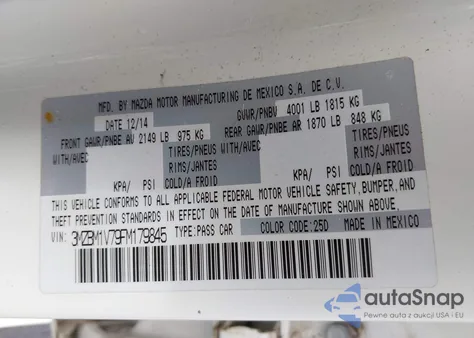 MFD. BY MAZDA MOTOR MANUFACTURING DE MEXICO S.A. DE C.V.
DATE 12/14 GVWR/PNBV 4001 LB 1815 KG
FRONT GAWR/PNBE AV 2149 LB 975 KG REAR GAWR/PNBE AR 1870 LB 848 KG
WITH/AVEC TIRES/PNEUS WITH/AVEC TIRES/PNEUS
RIMS/JANTES RIMS/JANTES
KPA/ PSI COLD/A FROID KPA/ PSI COLD/A FROID
THIS VEHICLE CONFORMS TO ALL APPLICABLE FEDERAL MOTOR VEHICLE SAFETY, BUMPER, AND
THEFT PREVENTION STANDARDS IN EFFECT ON THE DATE OF MANUFACTURE SHOWN ABOVE.
VIN: 3MZBM1V79FM179845 TYPE:PASS CAR COLOR CODE:25D MADE IN MEXICO
autoSnap
Pewne auta z aukcji USA i EU